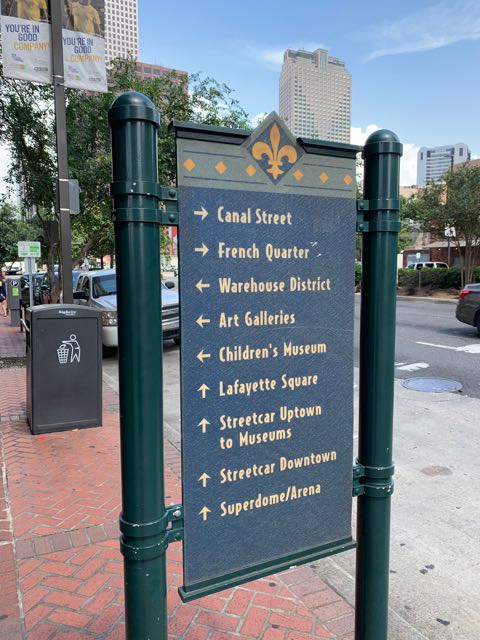 YOU'RE IN
GOOD
COMPANY
YOU'RE IN
GOOD
COMPANY
→ Canal Street
→ French Quarter
← Warehouse District
← Art Galleries
← Children's Museum
↑ Lafayette Square
↑ Streetcar Uptown
to Museums
↑ Streetcar Downtown
↑ Superdome/Arena